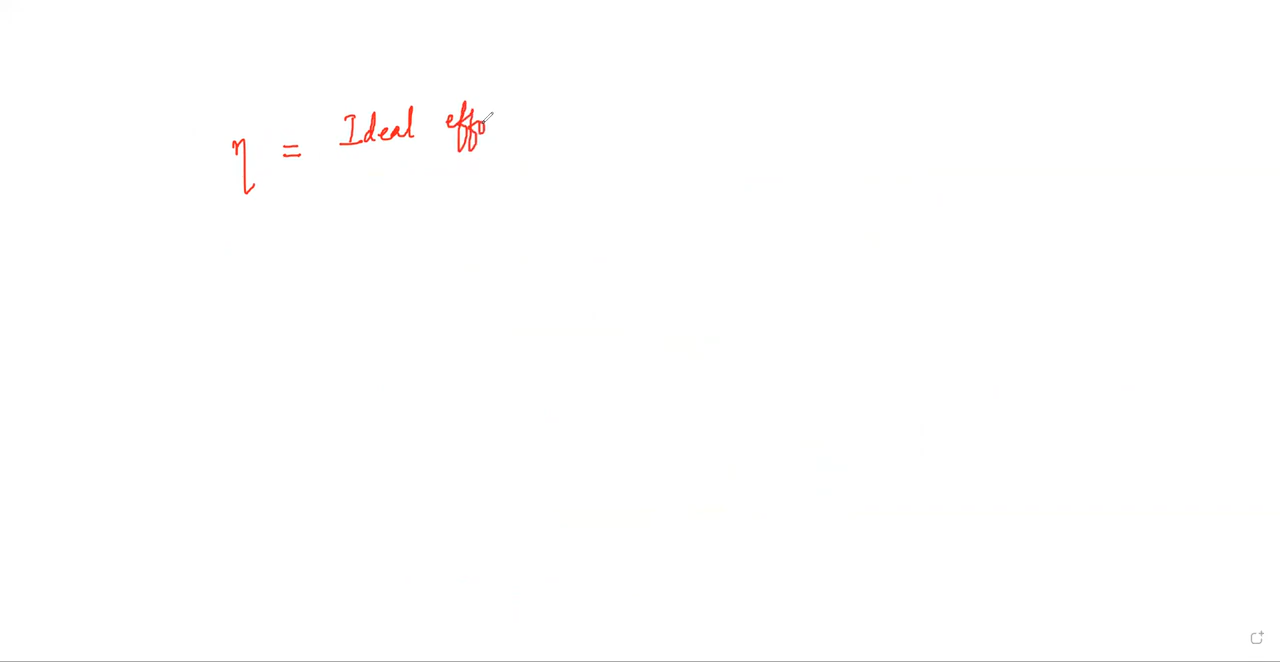 η = Ideal effo